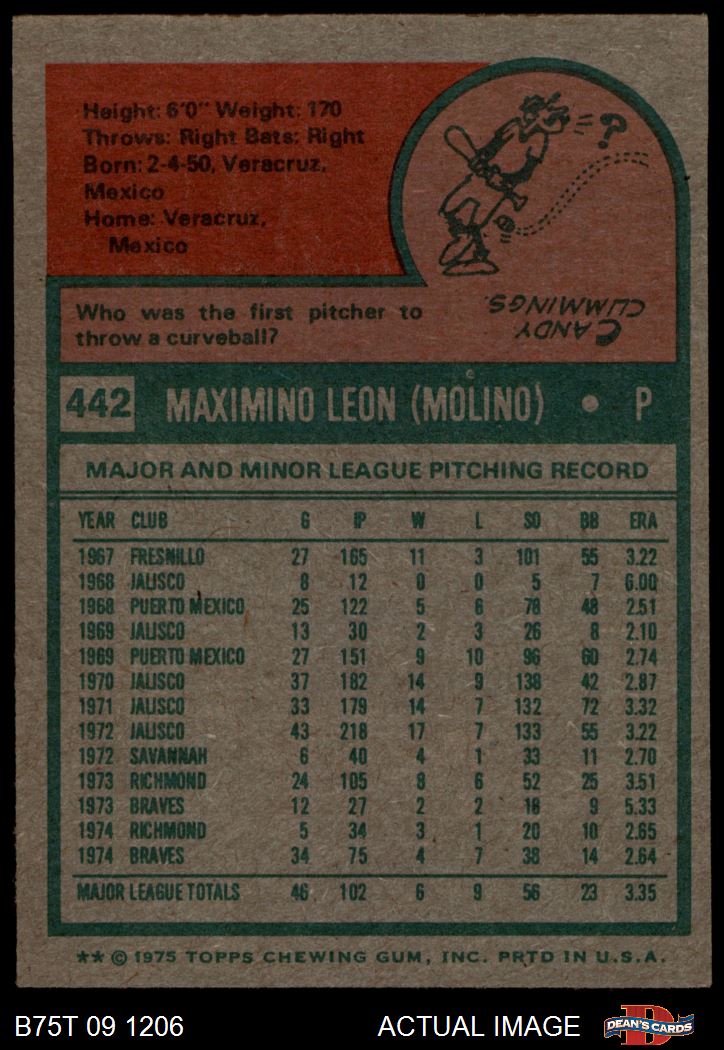 Height: 6'0" Weight: 170
Throws: Right Bats: Right
Born: 2-4-50, Veracruz,
Mexico
Home: Veracruz,
Mexico
?
Who was the first pitcher to
throw a curveball?
CANDY
CUMMINGS.
442 MAXIMINO LEON (MOLINO) • P
MAJOR AND MINOR LEAGUE PITCHING RECORD
YEAR CLUB G IP W L SO BB ERA
1967 FRESNILLO 27 165 11 3 101 55 3.22
1968 JALISCO 8 12 0 0 5 7 6.00
1968 PUERTO MEXICO 25 122 5 6 78 48 2.51
1969 JALISCO 13 30 2 3 26 8 2.10
1969 PUERTO MEXICO 27 151 9 10 96 60 2.74
1970 JALISCO 37 182 14 9 138 42 2.87
1971 JALISCO 33 179 14 7 132 72 3.32
1972 JALISCO 43 218 17 7 133 55 3.22
1972 SAVANNAH 6 40 4 1 33 11 2.70
1973 RICHMOND 24 105 8 6 52 25 3.51
1973 BRAVES 12 27 2 2 18 9 5.33
1974 RICHMOND 5 34 3 1 20 10 2.65
1974 BRAVES 34 75 4 7 38 14 2.64
MAJOR LEAGUE TOTALS 46 102 6 9 56 23 3.35
** © 1975 TOPPS CHEWING GUM, INC. PRTD IN U.S.A.
B75T 09 1206 ACTUAL IMAGE DEAN'S CARDS